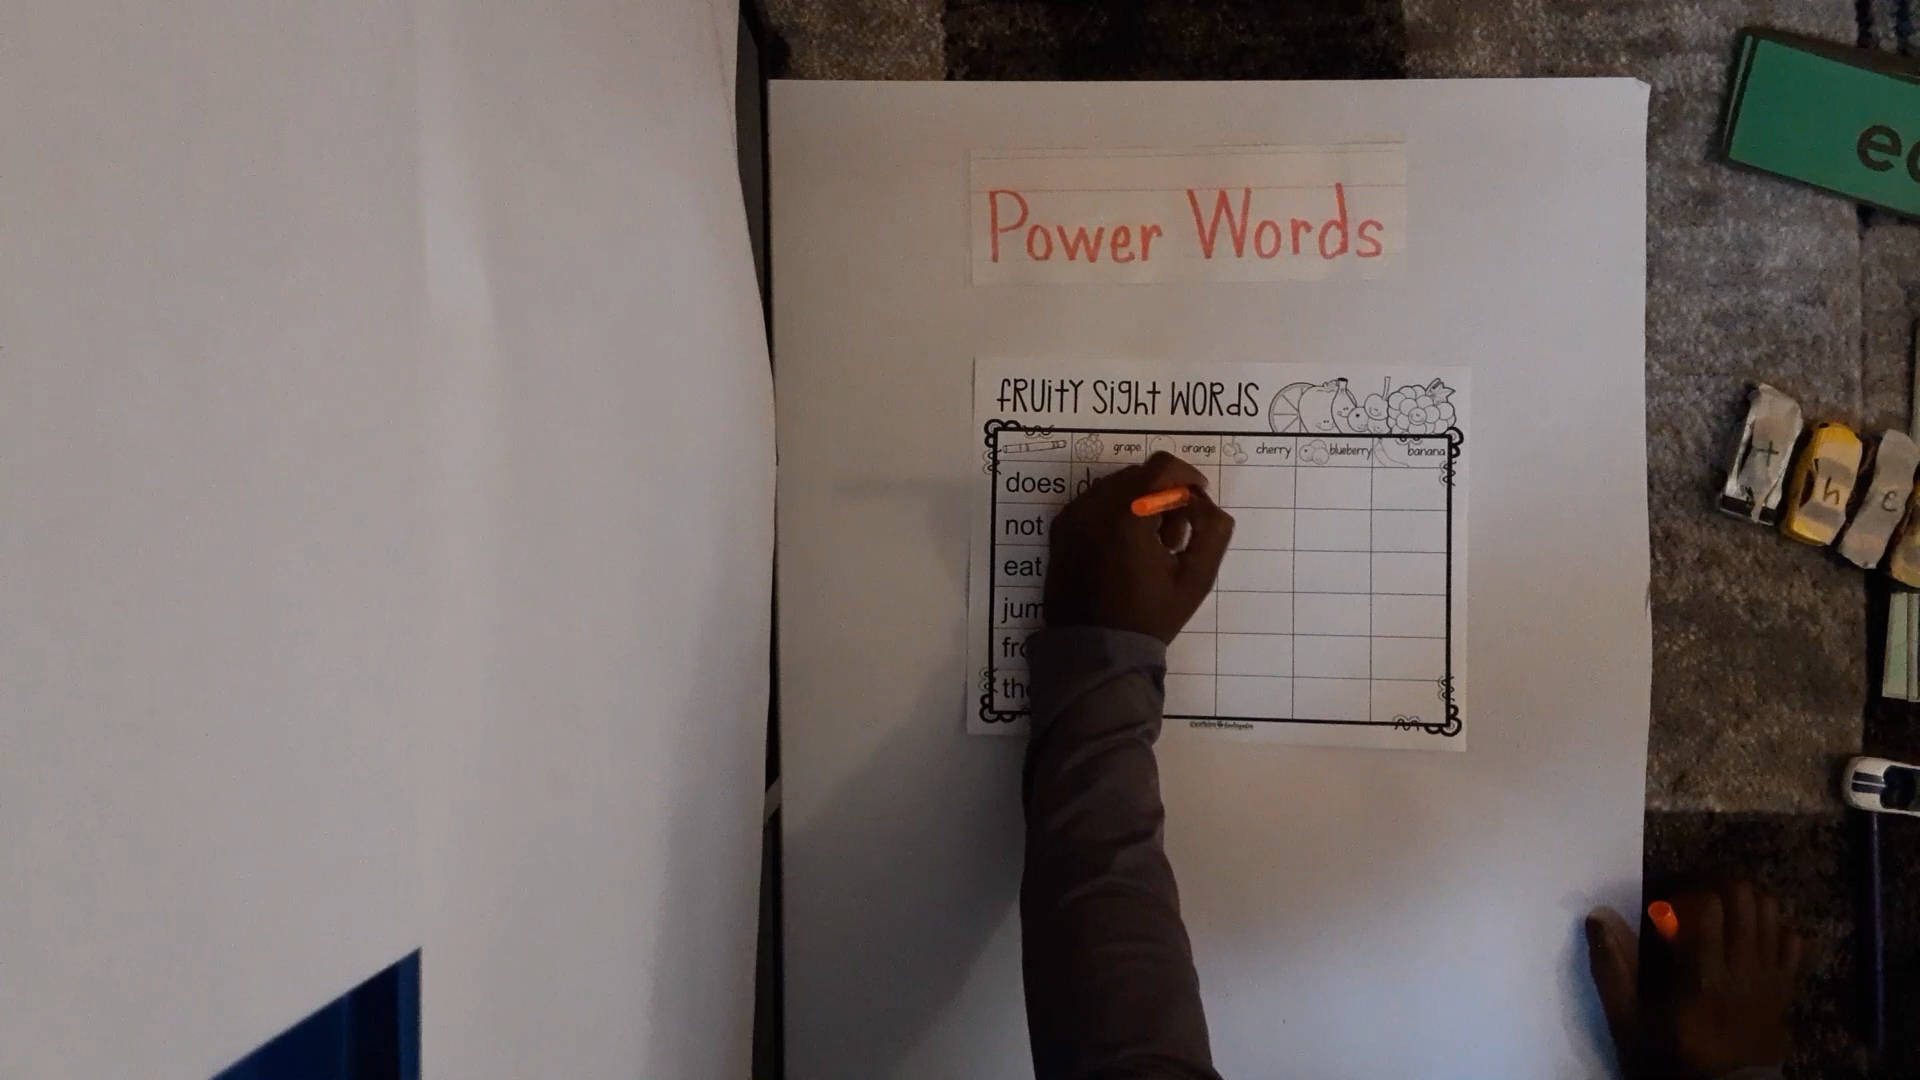 Power Words
fRUitY Sight WORdS
grape orange cherry blueberry banana
does
not
eat
t h c